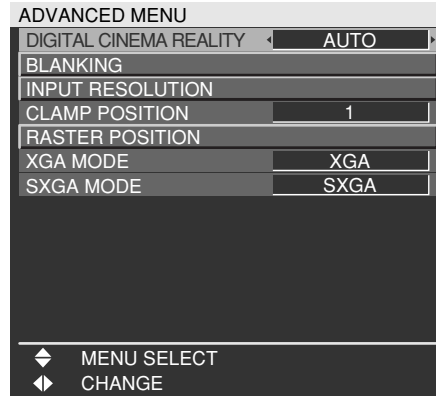 ADVANCED MENU
DIGITAL CINEMA REALITY AUTO
BLANKING
INPUT RESOLUTION
CLAMP POSITION 1
RASTER POSITION
XGA MODE XGA
SXGA MODE SXGA
MENU SELECT
CHANGE